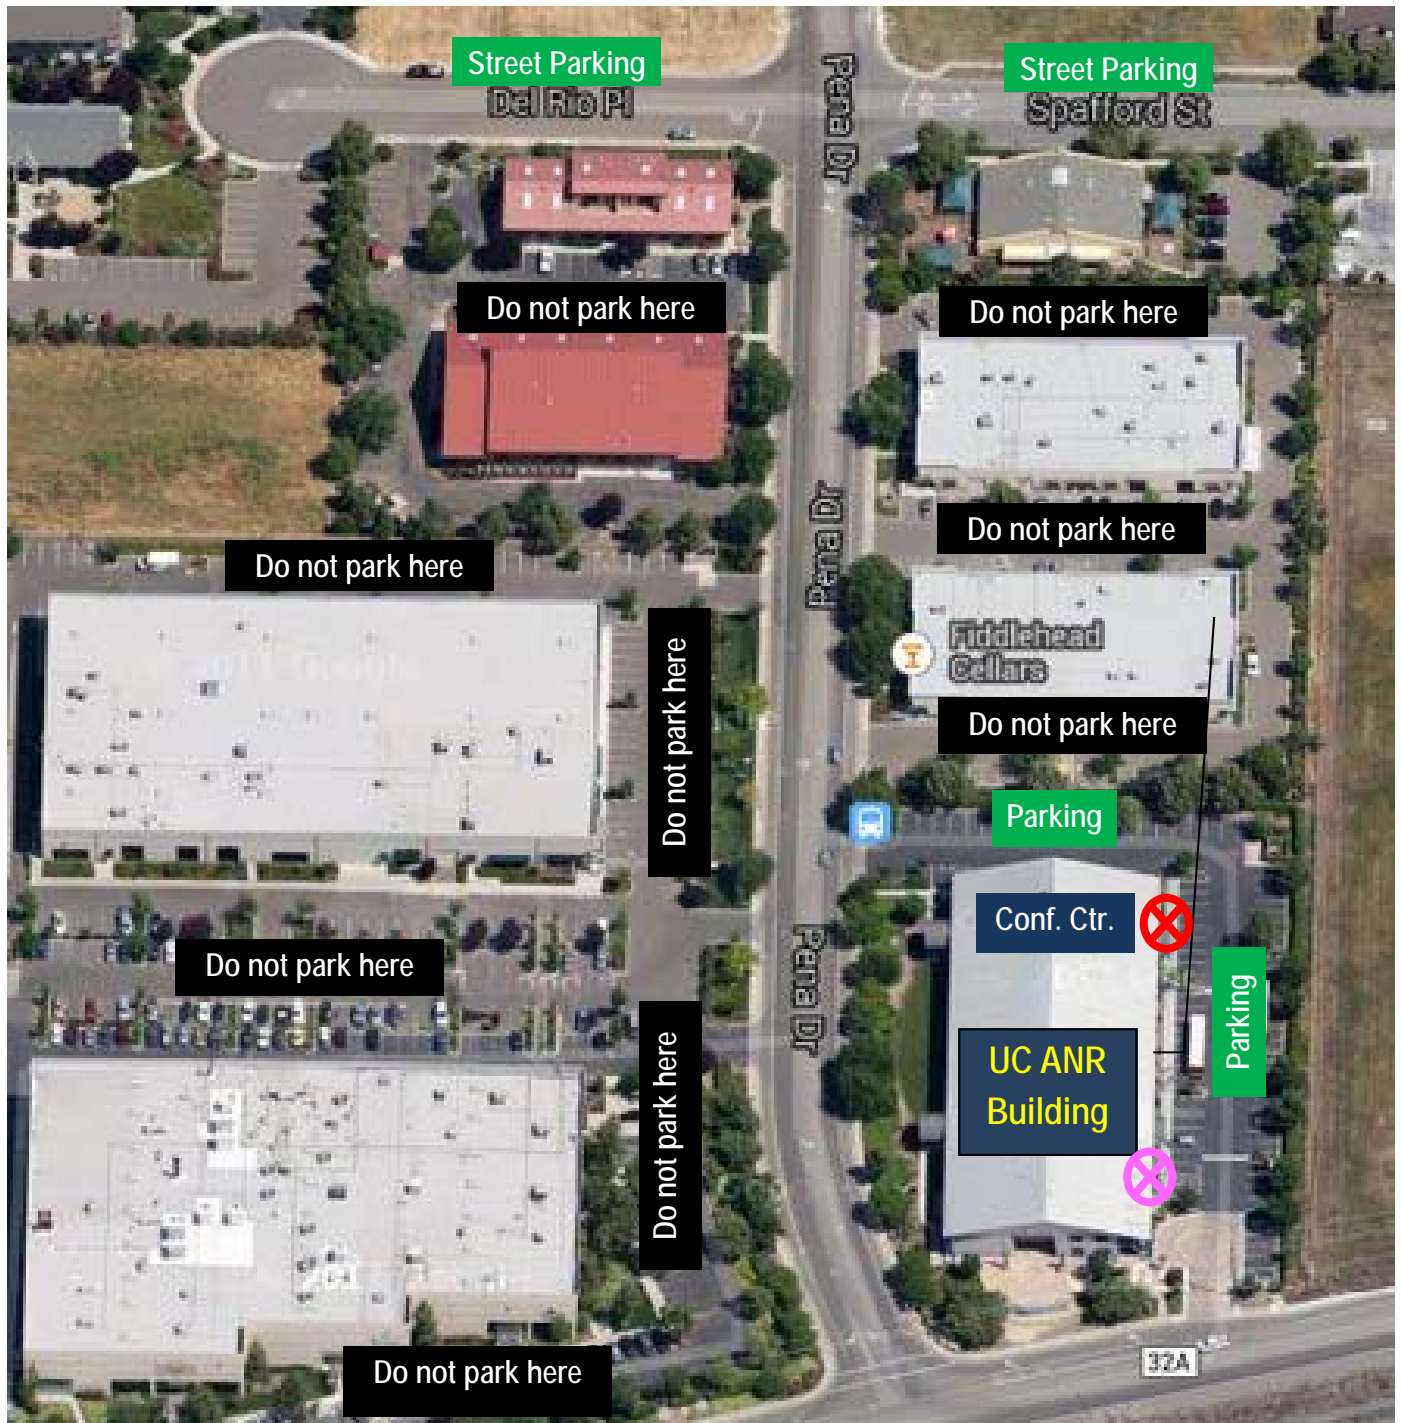 Street Parking
Del Rio Pl
Pena Dr
Street Parking
Spafford St
Do not park here
Do not park here
Pena Dr
Do not park here
Do not park here
Fiddlehead
Cellars
Do not park here
Do not park here
Parking
Conf. Ctr.
Do not park here
Pena Dr
Parking
UC ANR
Building
Do not park here
Do not park here
32A